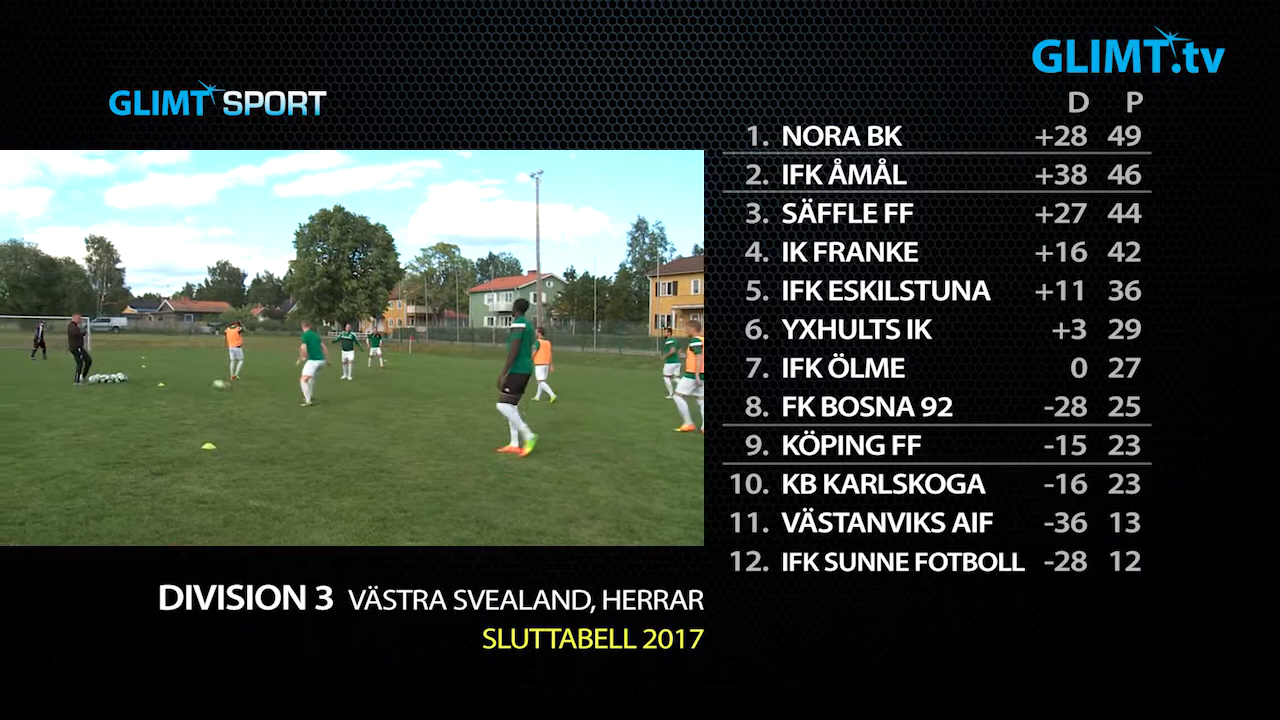 GLIMT.tv
GLIMT SPORT
D P
1. NORA BK +28 49
2. IFK ÅMÅL +38 46
3. SÄFFLE FF +27 44
4. IK FRANKE +16 42
5. IFK ESKILSTUNA +11 36
6. YXHULTS IK +3 29
7. IFK ÖLME 0 27
8. FK BOSNA 92 -28 25
9. KÖPING FF -15 23
10. KB KARLSKOGA -16 23
11. VÄSTANVIKS AIF -36 13
12. IFK SUNNE FOTBOLL -28 12
DIVISION 3 VÄSTRA SVEALAND, HERRAR
SLUTTABELL 2017